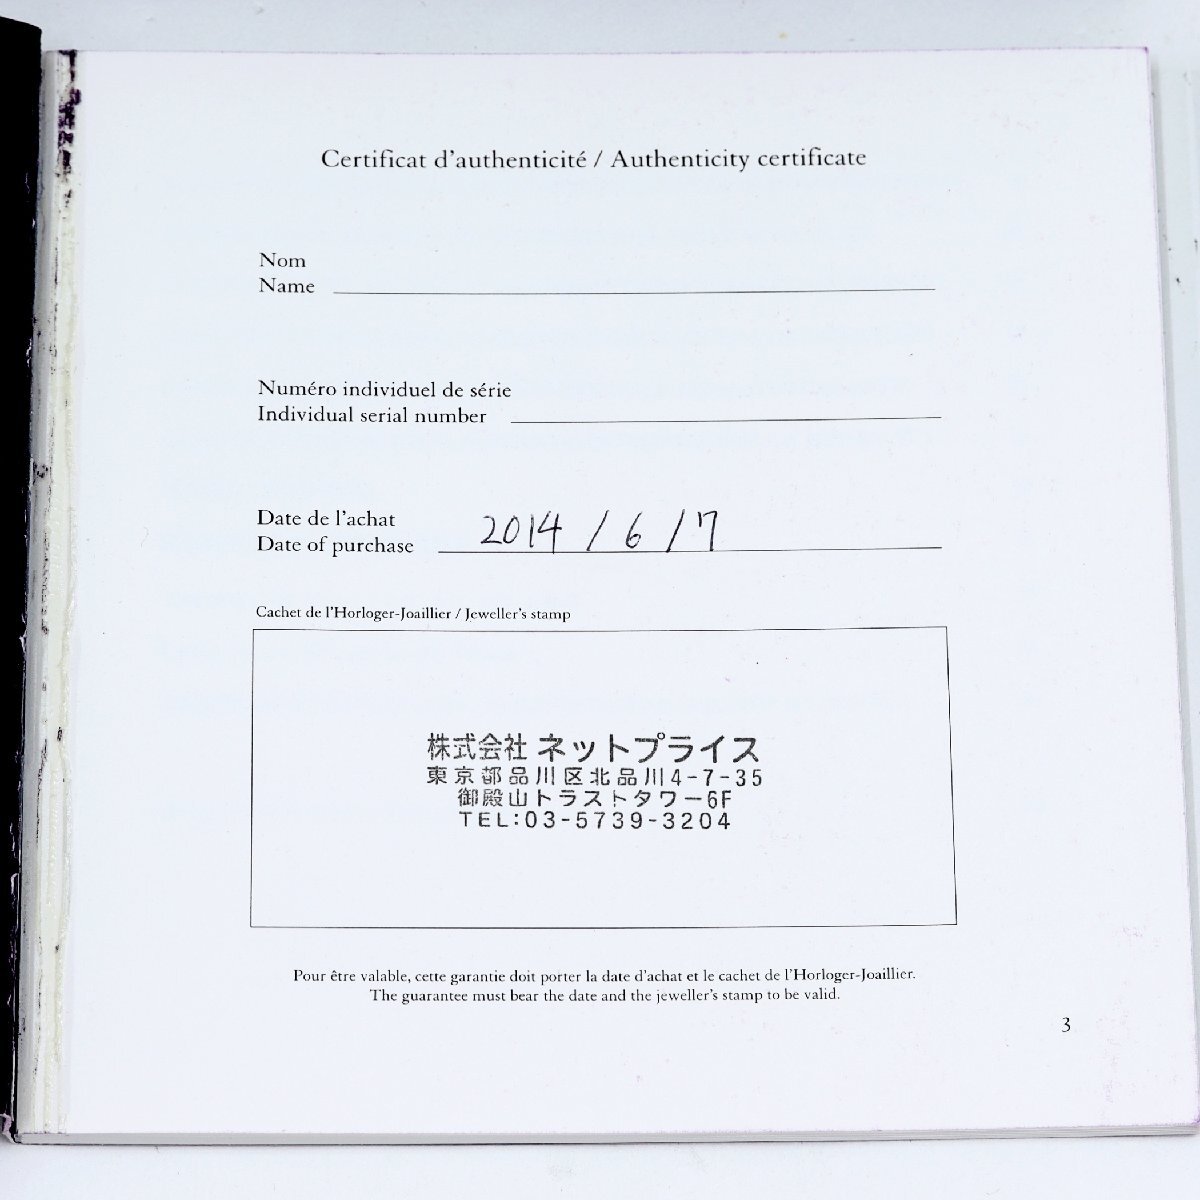 Certificat d'authenticité / Authenticity certificate
Nom
Name
Numéro individuel de série
Individual serial number
Date de l'achat
Date of purchase 2014 / 6 / 7
Cachet de l'Horloger-Joaillier / Jeweller's stamp
株式会社 ネットプライス
東京都品川区北品川4-7-35
御殿山トラストタワー6F
TEL:03-5739-3204
Pour être valable, cette garantie doit porter la date d'achat et le cachet de l'Horloger-Joaillier.
The guarantee must bear the date and the jeweller's stamp to be valid.
3